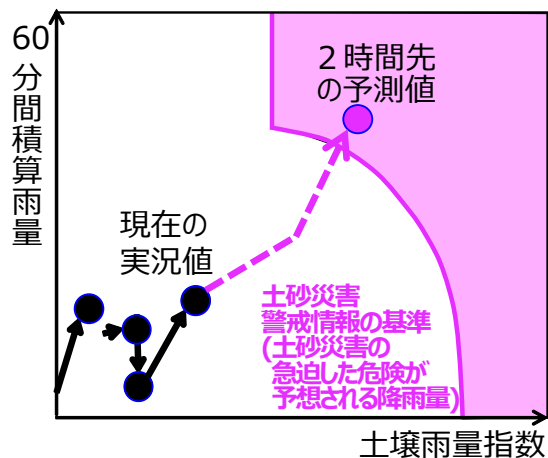 60
分
間
積
算
雨
量
２時間先
の予測値
現在の
実況値
土砂災害
警戒情報の基準
(土砂災害の
急迫した危険が
予想される降雨量)
土壌雨量指数